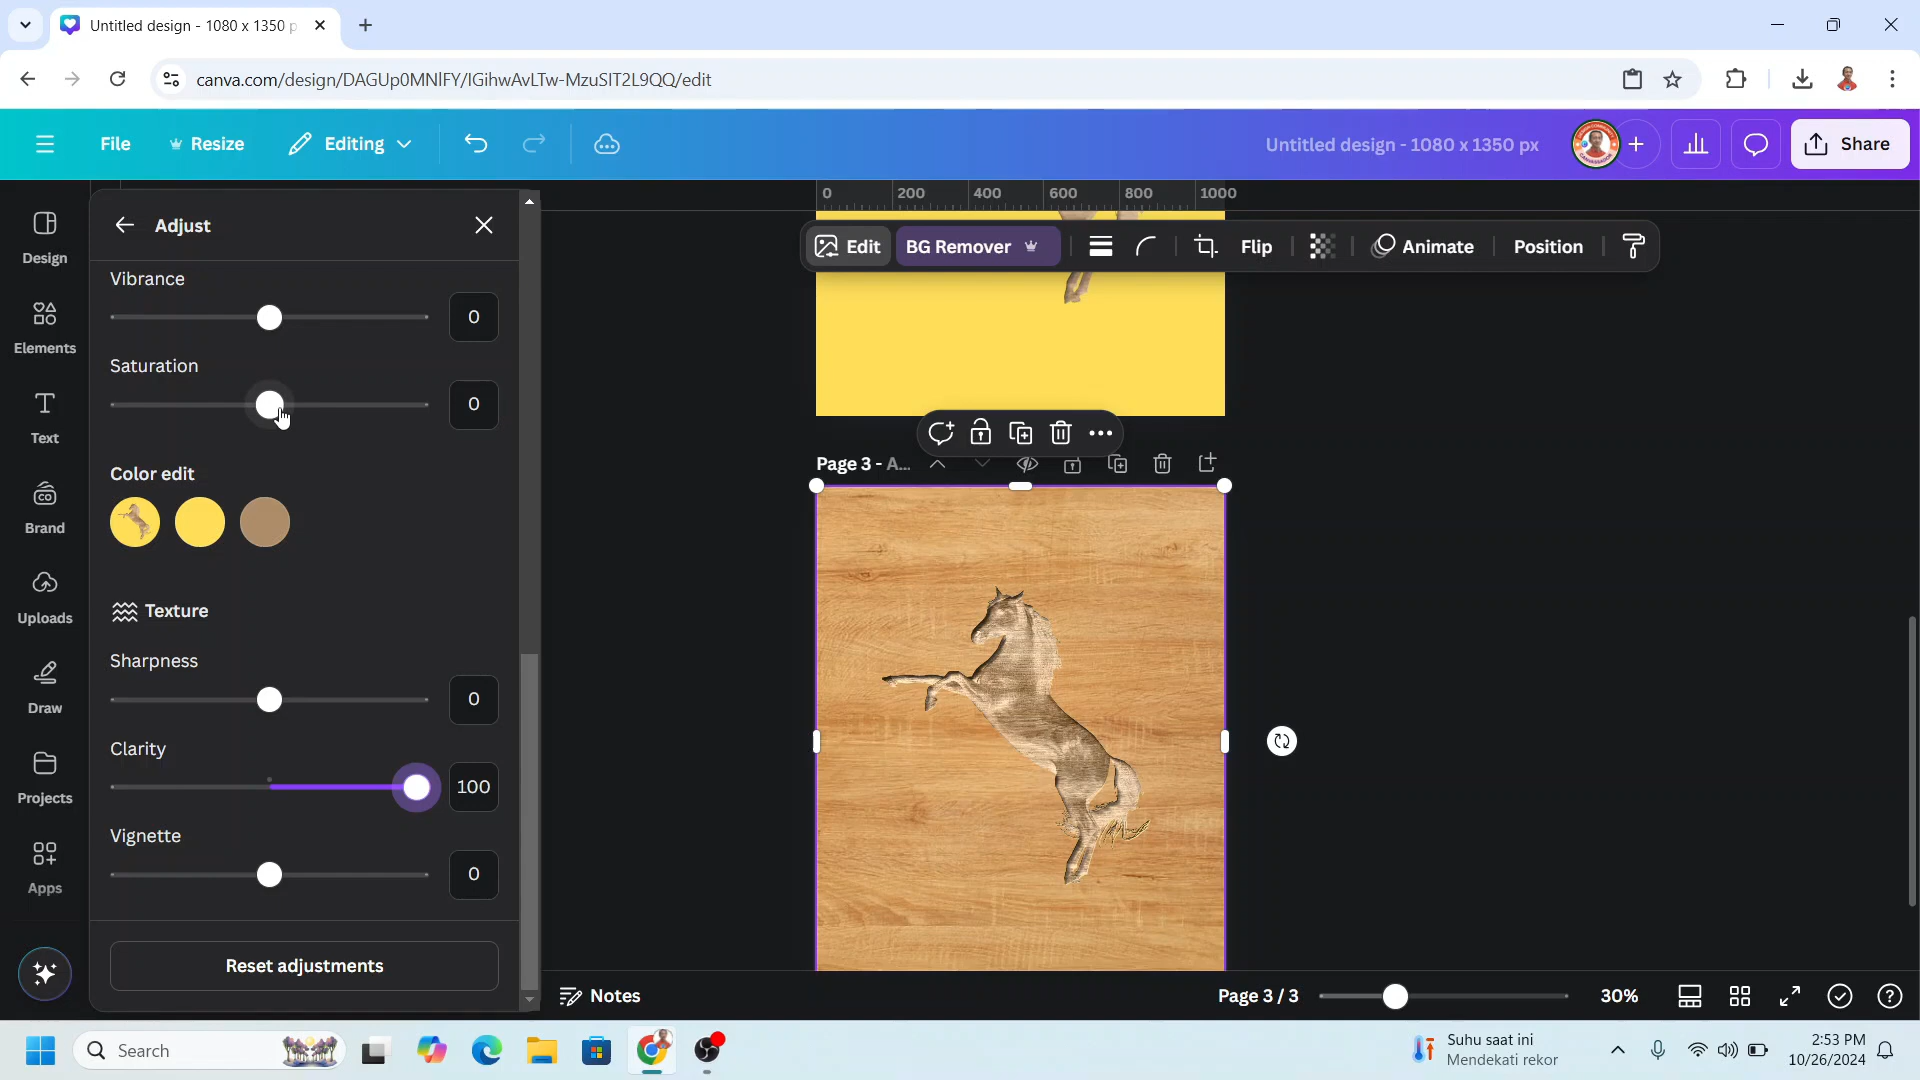 Untitled design - 1080 x 1350 p
canva.com/design/DAGUp0MNlFY/IGihwAvLTw-MzuSIT2L9QQ/edit
File
Resize
Editing
Untitled design - 1080 x 1350 px
Share
0 200 400 600 800 1000
Design
Elements
Text
Brand
Uploads
Draw
Projects
Apps
Adjust
Vibrance
0
Saturation
0
Color edit
Texture
Sharpness
0
Clarity
100
Vignette
0
Reset adjustments
Edit
BG Remover
Flip
Animate
Position
Page 3 - A...
Notes
Page 3 / 3
30%
Search
Suhu saat ini
Mendekati rekor
2:53 PM
10/26/2024